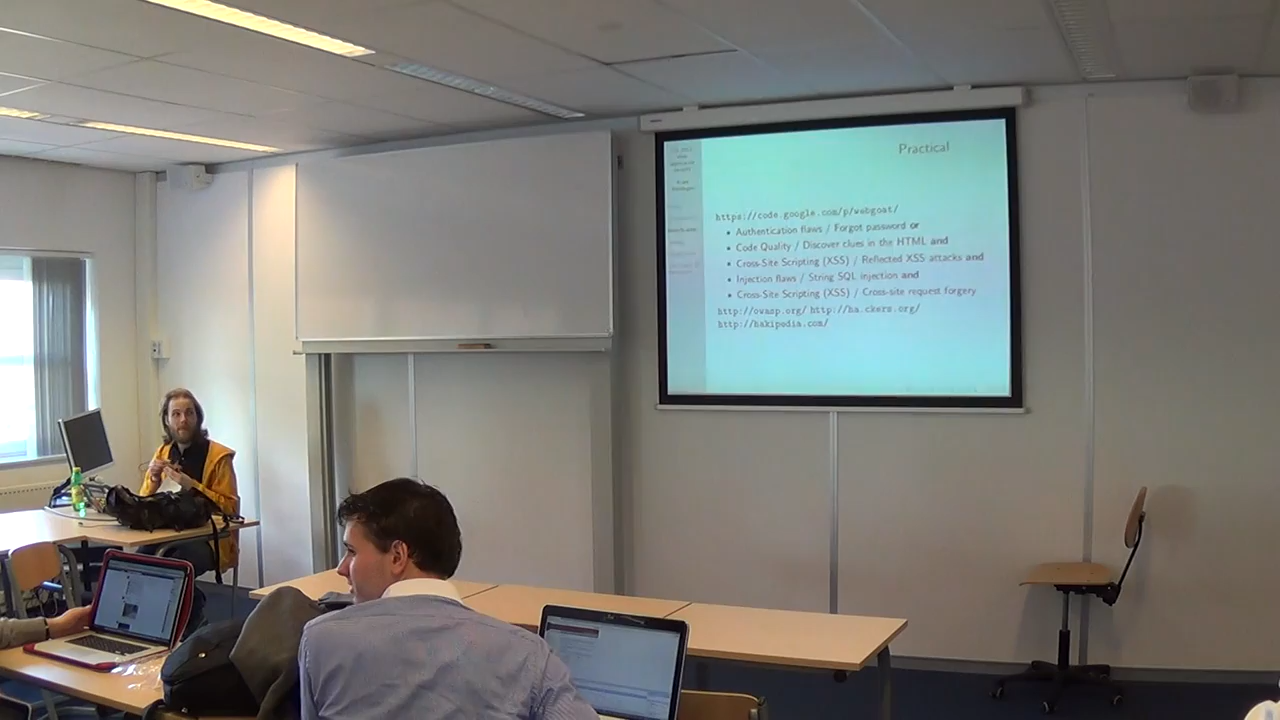 Practical
https://code.google.com/p/webgoat/
• Authentication flaws / Forgot password or
• Code Quality / Discover clues in the HTML and
• Cross-Site Scripting (XSS) / Reflected XSS attacks and
• Injection flaws / String SQL injection and
• Cross-Site Scripting (XSS) / Cross-site request forgery
http://owasp.org/ http://ha.ckers.org/
http://hakipedia.com/